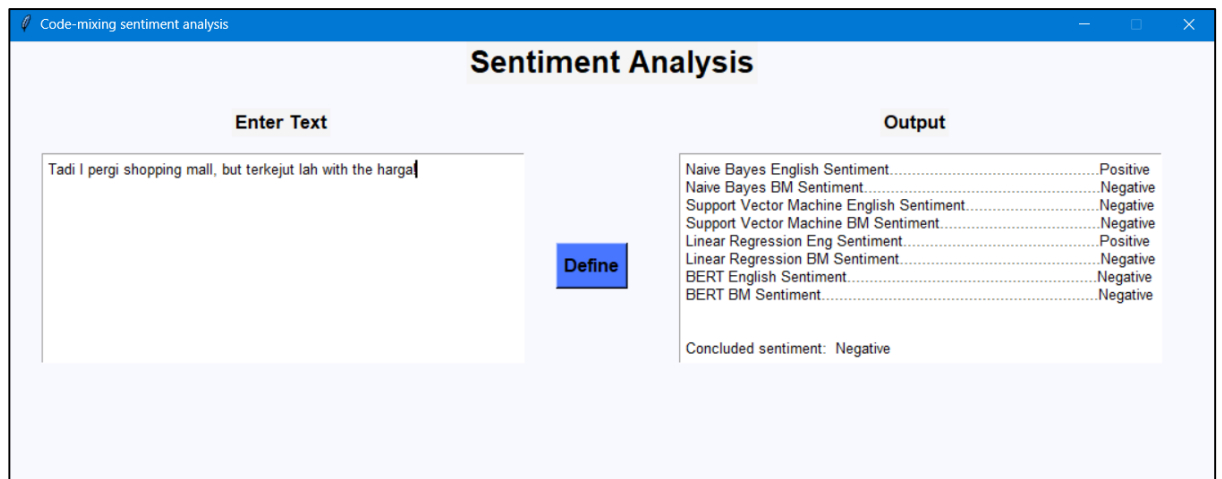 Code-mixing sentiment analysis
Sentiment Analysis
Enter Text
Tadi I pergi shopping mall, but terkejut lah with the harga!
Define
Output
Naive Bayes English Sentiment.............................................Positive
Naive Bayes BM Sentiment...................................................Negative
Support Vector Machine English Sentiment.............................Negative
Support Vector Machine BM Sentiment..................................Negative
Linear Regression Eng Sentiment..........................................Positive
Linear Regression BM Sentiment...........................................Negative
BERT English Sentiment......................................................Negative
BERT BM Sentiment............................................................Negative
Concluded sentiment:  Negative